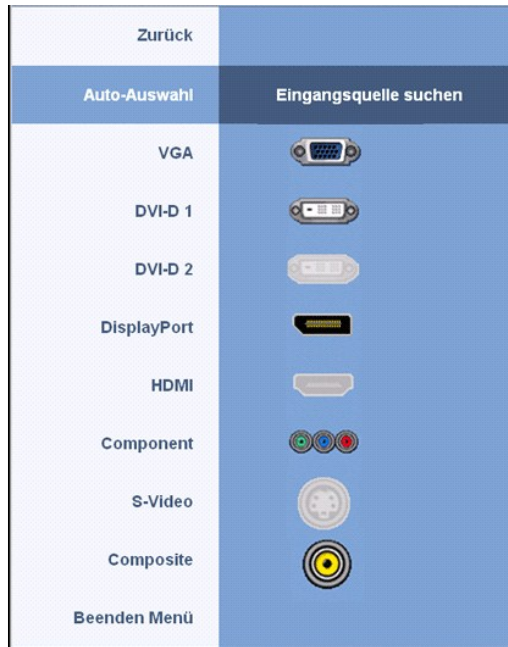 Zurück
Auto-Auswahl Eingangsquelle suchen
VGA
DVI-D 1
DVI-D 2
DisplayPort
HDMI
Component
S-Video
Composite
Beenden Menü